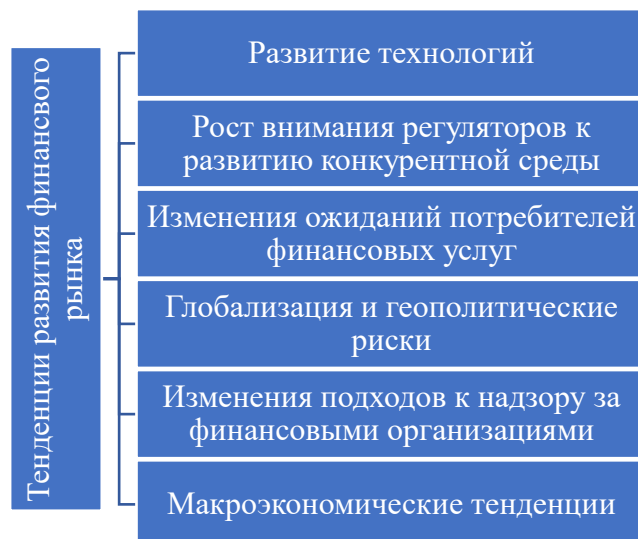 Тенденции развития финансвого
рынка
Развитие технологий
Рост внимания регуляторов к
развитию конкурентной среды
Изменения ожиданий потребителей
финансовых услуг
Глобализация и геополитические
риски
Изменения подходов к надзору за
финансовыми организациями
Макроэкономические тенденции